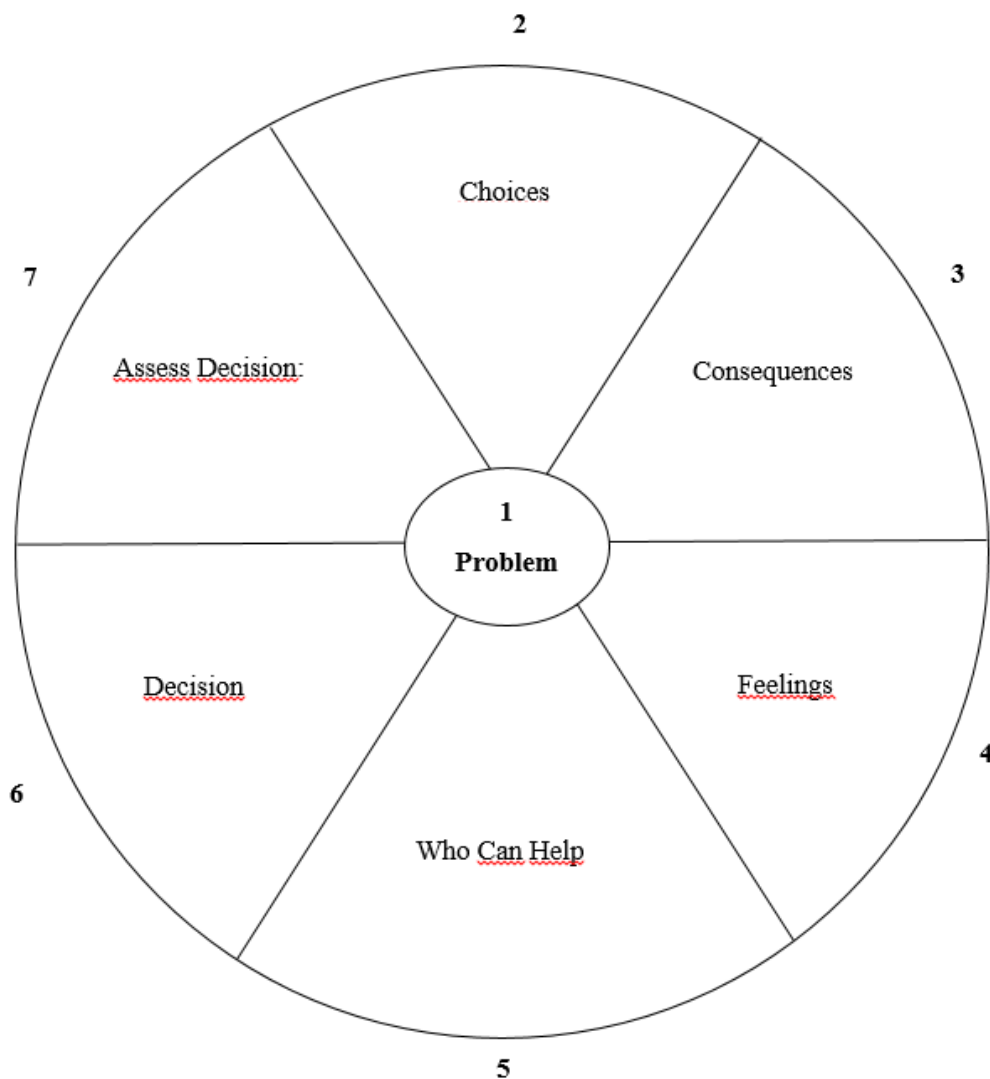 2
Choices
3
Consequences
7
Assess Decision:
1
Problem
Decision
6
Feelings
4
Who Can Help
5